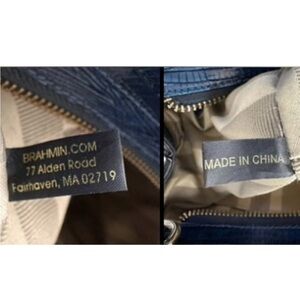 BRAHMIN.COM
77 Alden Road
Fairhaven, MA 02719
MADE IN CHINA